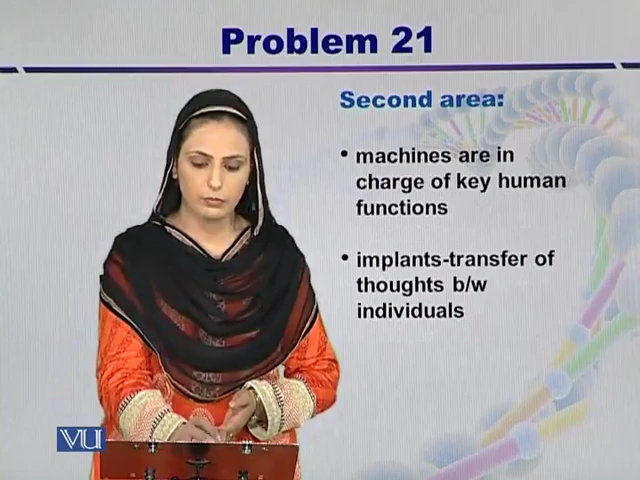 Problem 21
Second area:
• machines are in
charge of key human
functions
• implants-transfer of
thoughts b/w
individuals
VU